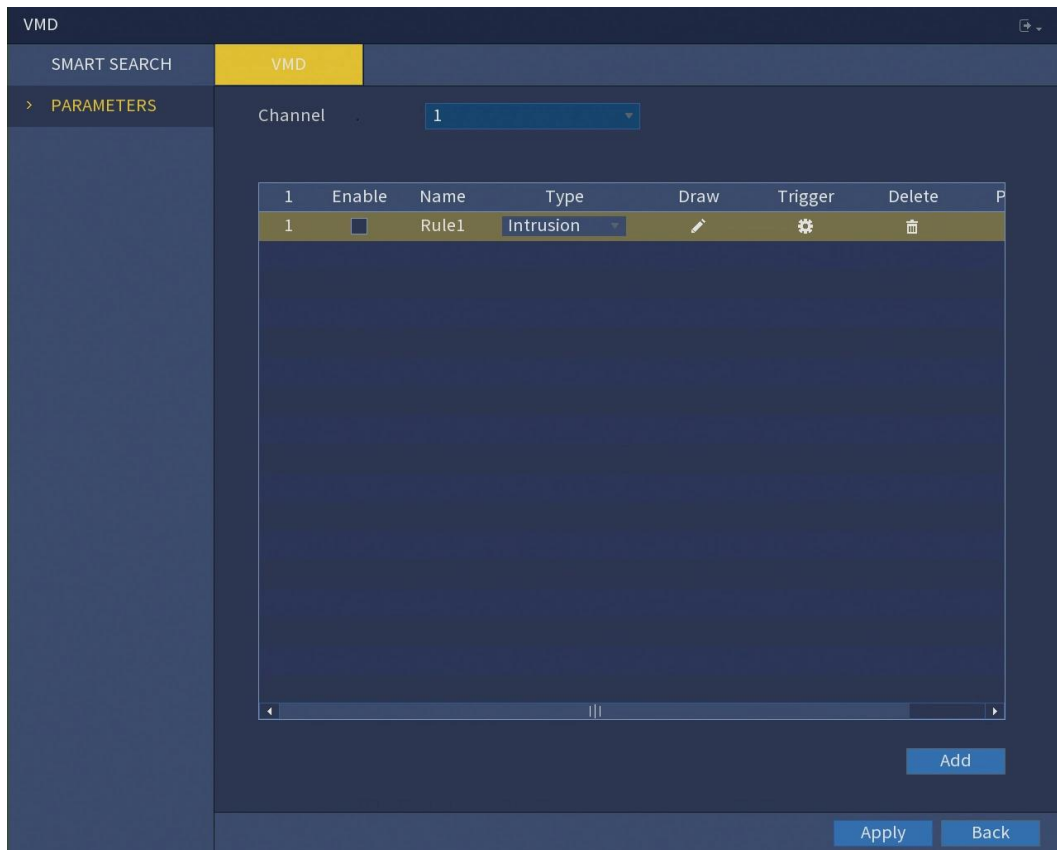 VMD
SMART SEARCH
VMD
> PARAMETERS
Channel 1
1 Enable Name Type Draw Trigger Delete P
1 Rule1 Intrusion
Add
Apply Back